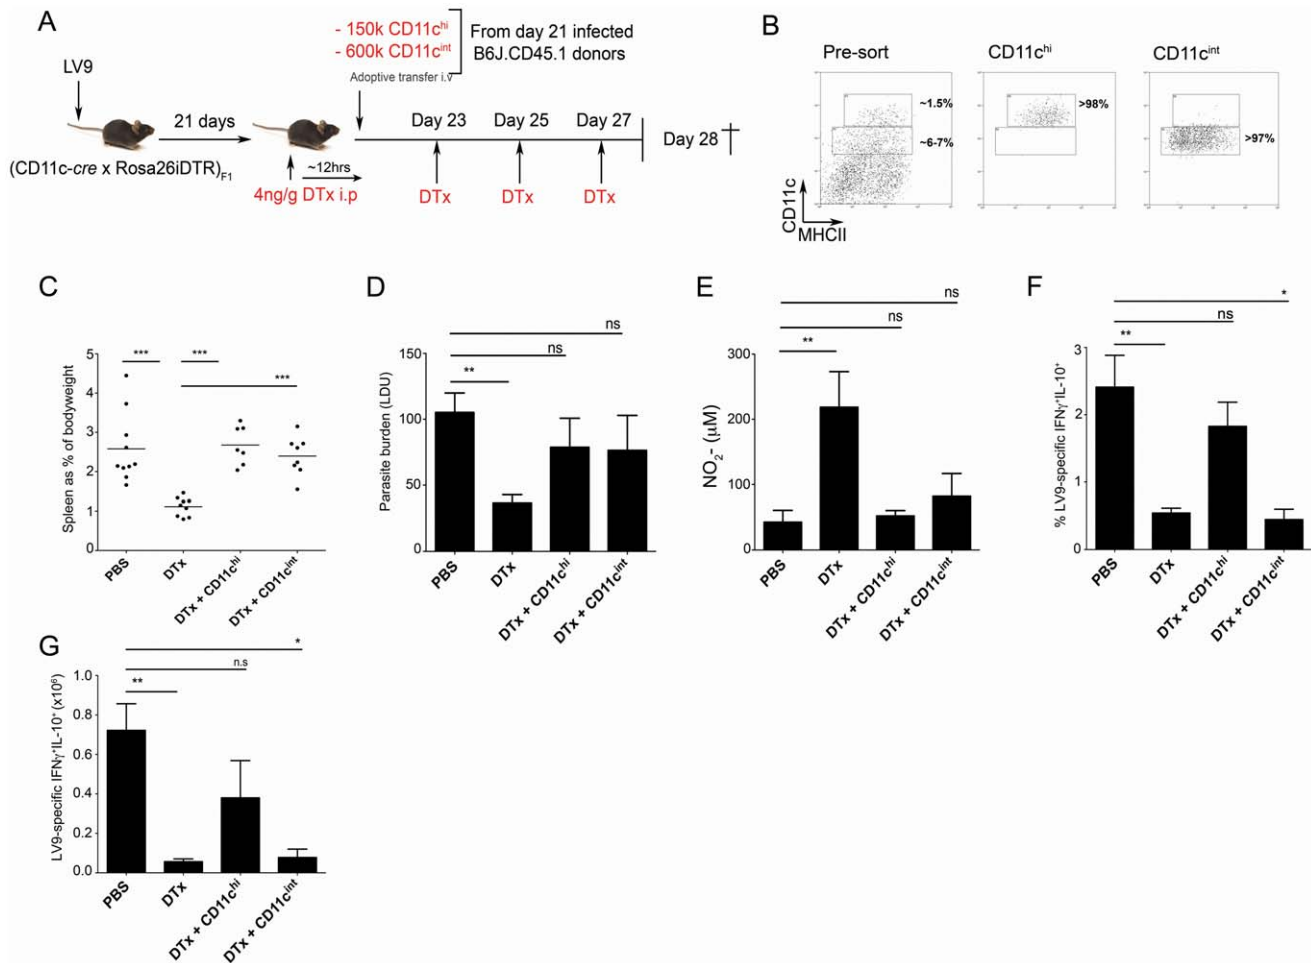 A
LV9
(CD11c-cre x Rosa26iDTR)F1
21 days
- 150k CD11chi
- 600k CD11cint
From day 21 infected
B6J.CD45.1 donors
Adoptive transfer i.v
~12hrs
4ng/g DTx i.p
Day 23
Day 25
Day 27
Day 28
DTx
DTx
DTx
B
Pre-sort
CD11chi
CD11cint
~1.5%
~6-7%
>98%
>97%
CD11c
MHCII
C
Spleen as % of bodyweight
5
4
3
2
1
0
***
***
***
PBS
DTx
DTx + CD11chi
DTx + CD11cint
D
Parasite burden (LDU)
150
100
50
0
ns
ns
**
PBS
DTx
DTx + CD11chi
DTx + CD11cint
E
NO2- (μM)
300
200
100
0
ns
ns
**
PBS
DTx
DTx + CD11chi
DTx + CD11cint
F
% LV9-specific IFNγ+IL-10+
3
2
1
0
*
ns
**
PBS
DTx
DTx + CD11chi
DTx + CD11cint
G
LV9-specific IFNγ+IL-10+ (x10⁶)
1.0
0.8
0.6
0.4
0.2
0.0
*
n.s
**
PBS
DTx
DTx + CD11chi
DTx + CD11cint